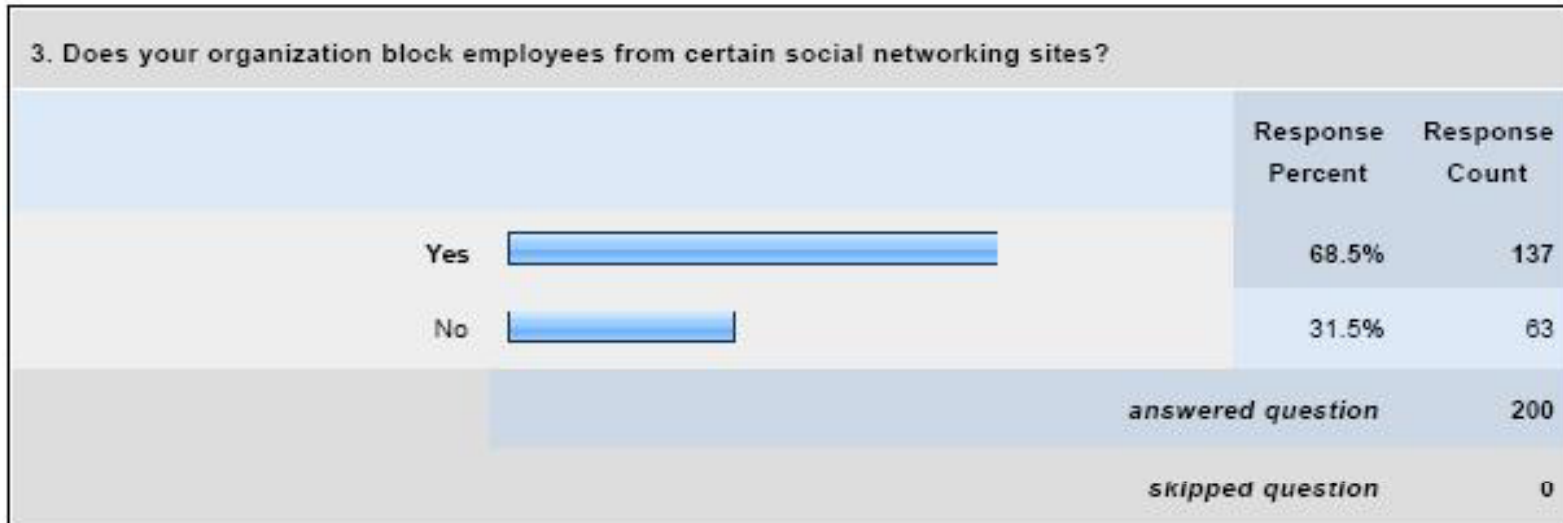 3. Does your organization block employees from certain social networking sites?
Response Percent Response Count
Yes 68.5% 137
No 31.5% 63
answered question 200
skipped question 0